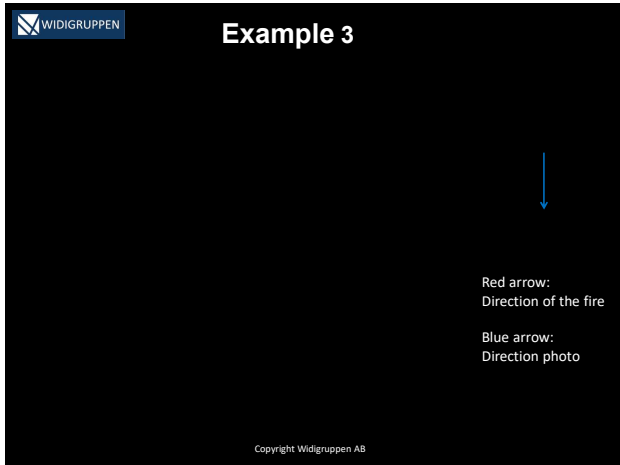 WIDIGRUPPEN
Example 3
Red arrow:
Direction of the fire
Blue arrow:
Direction photo
Copyright Widigruppen AB